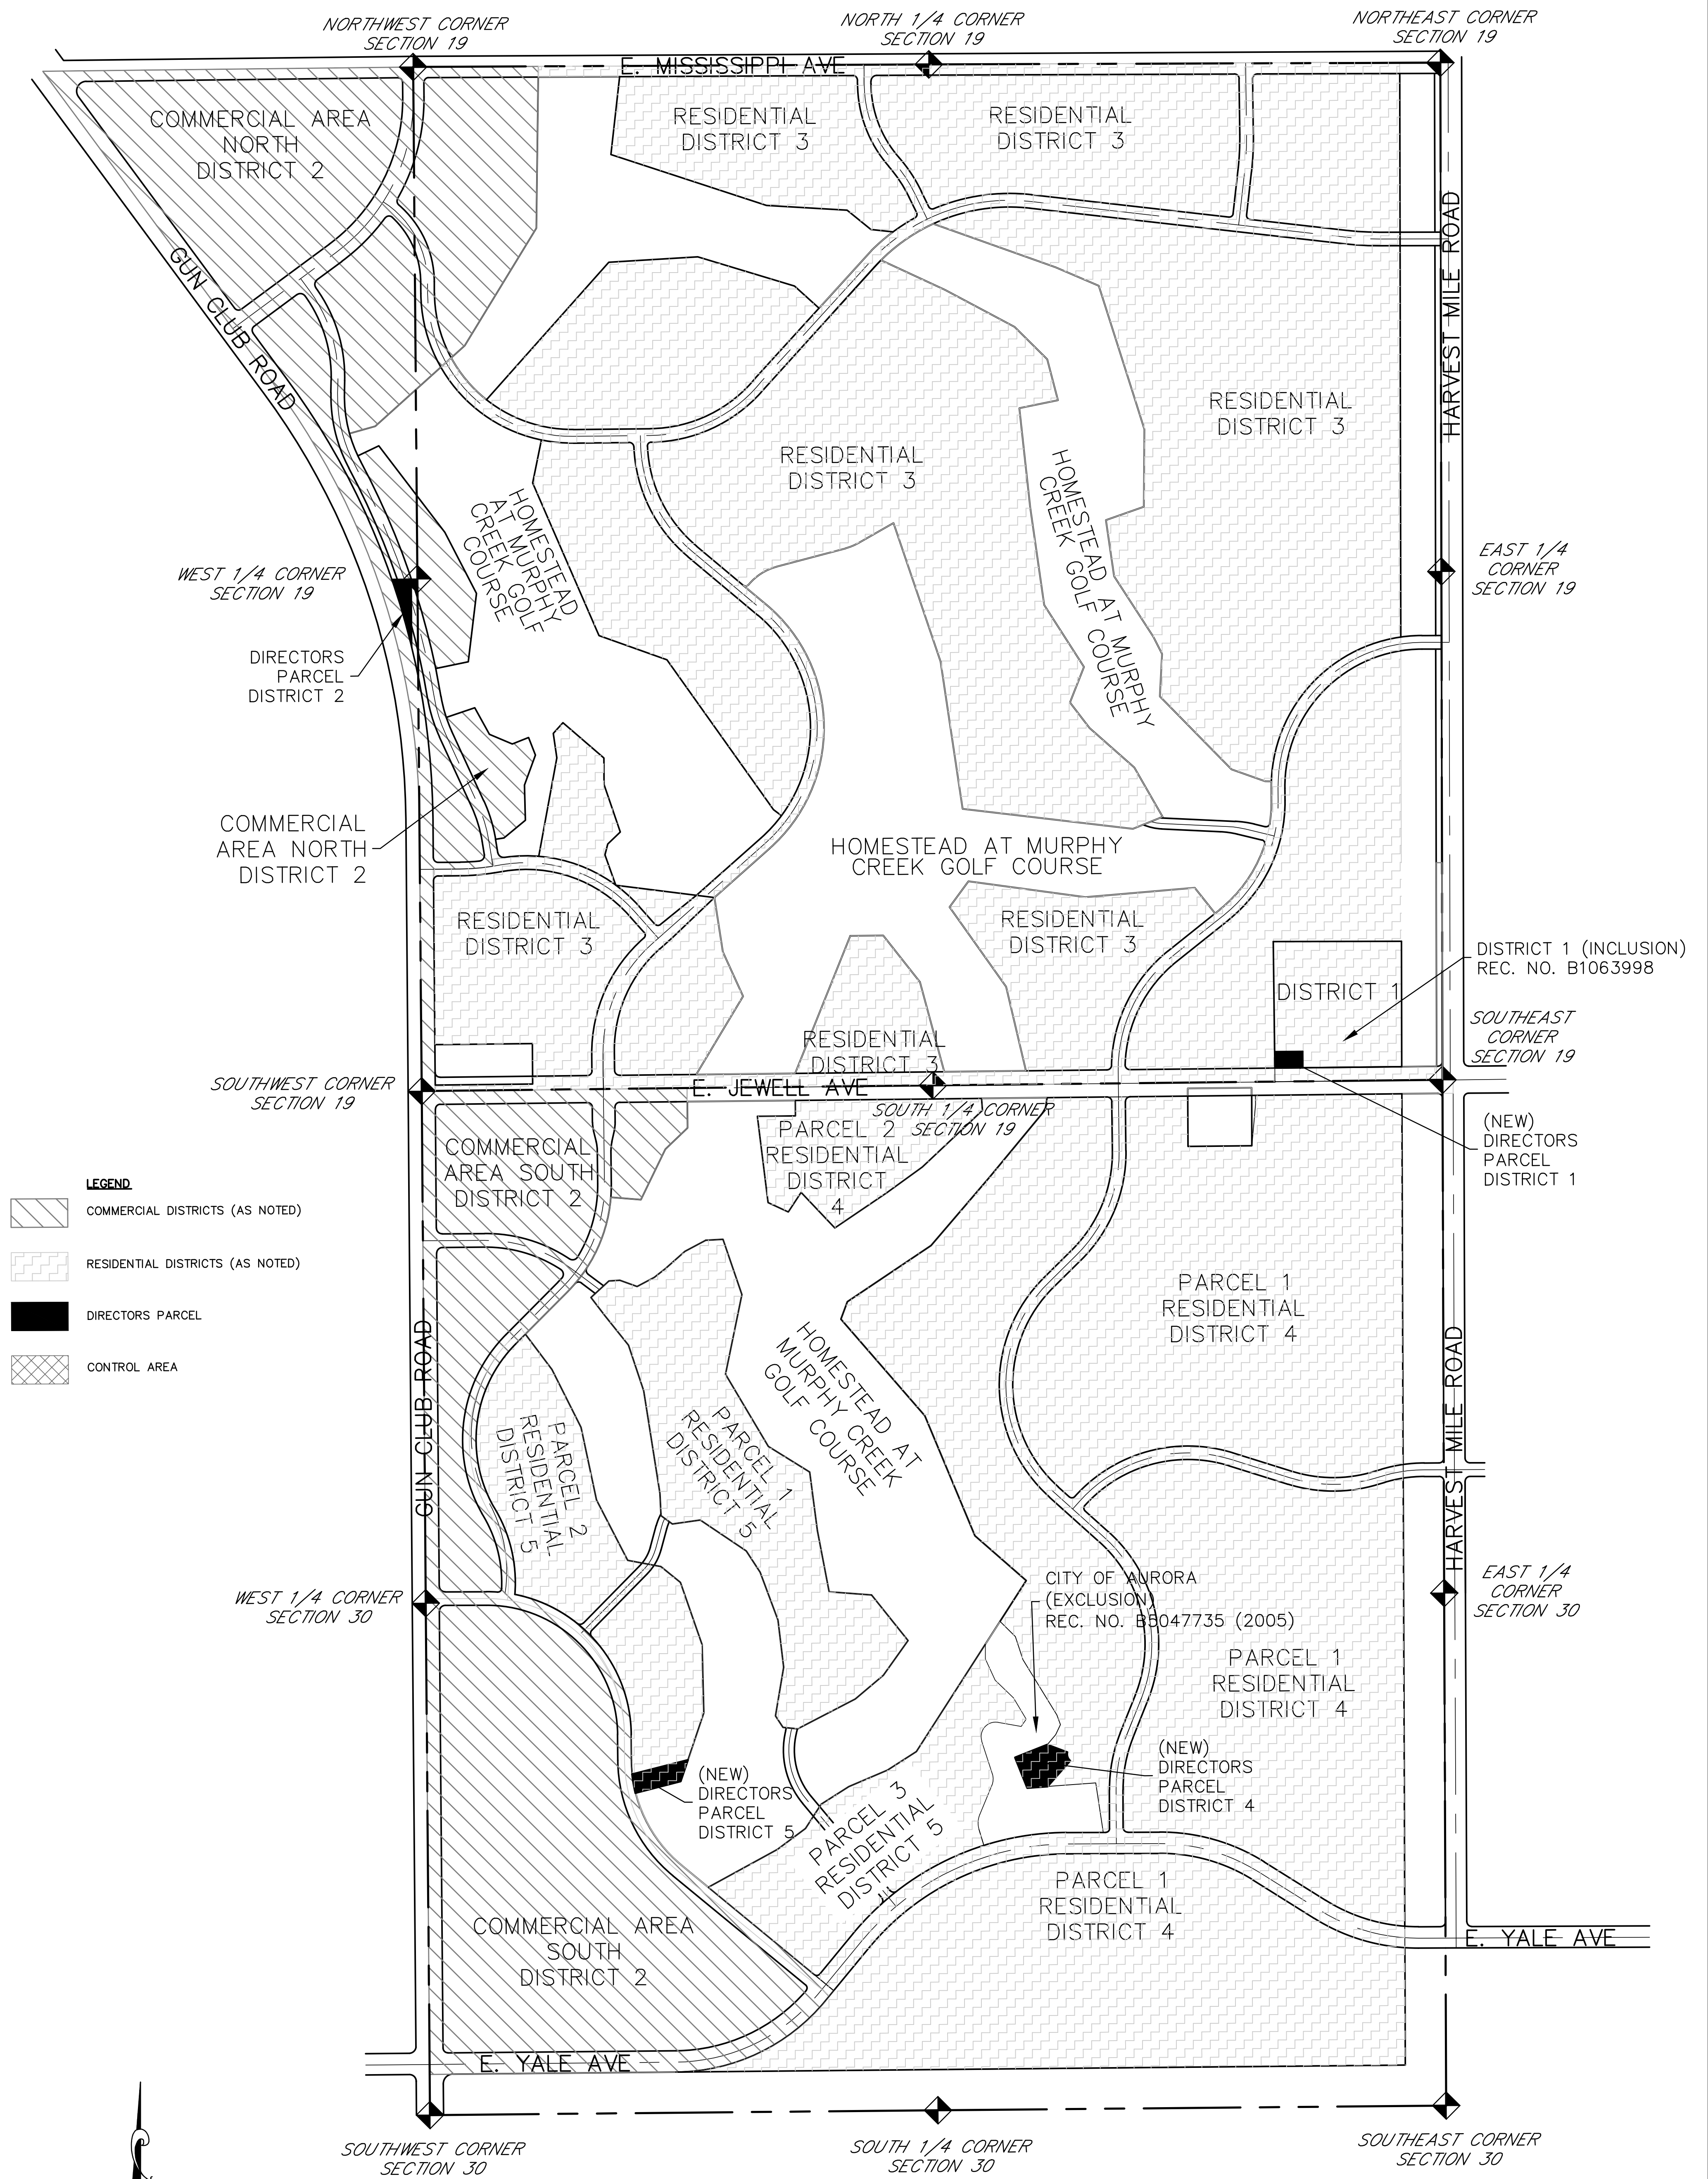 NORTHWEST CORNER
SECTION 19
NORTH 1/4 CORNER
SECTION 19
NORTHEAST CORNER
SECTION 19
E. MISSISSIPPI AVE
COMMERCIAL AREA
NORTH
DISTRICT 2
RESIDENTIAL
DISTRICT 3
RESIDENTIAL
DISTRICT 3
GUN CLUB ROAD
HARVEST MILE ROAD
RESIDENTIAL
DISTRICT 3
RESIDENTIAL
DISTRICT 3
HOMESTEAD
AT MURPHY
CREEK GOLF
COURSE
HOMESTEAD AT MURPHY
CREEK GOLF COURSE
WEST 1/4 CORNER
SECTION 19
EAST 1/4
CORNER
SECTION 19
DIRECTORS
PARCEL
DISTRICT 2
COMMERCIAL
AREA NORTH
DISTRICT 2
HOMESTEAD AT MURPHY
CREEK GOLF COURSE
RESIDENTIAL
DISTRICT 3
RESIDENTIAL
DISTRICT 3
DISTRICT 1 (INCLUSION)
REC. NO. B1063998
DISTRICT 1
RESIDENTIAL
DISTRICT 3
SOUTHEAST
CORNER
SECTION 19
SOUTHWEST CORNER
SECTION 19
E. JEWELL AVE
SOUTH 1/4 CORNER
SECTION 19
(NEW)
DIRECTORS
PARCEL
DISTRICT 1
COMMERCIAL
AREA SOUTH
DISTRICT 2
PARCEL 2
RESIDENTIAL
DISTRICT
4
LEGEND
COMMERCIAL DISTRICTS (AS NOTED)
RESIDENTIAL DISTRICTS (AS NOTED)
DIRECTORS PARCEL
CONTROL AREA
PARCEL 1
RESIDENTIAL
DISTRICT 4
GUN CLUB ROAD
HARVEST MILE ROAD
HOMESTEAD AT
MURPHY CREEK
GOLF COURSE
PARCEL 2
RESIDENTIAL
DISTRICT 5
PARCEL 1
RESIDENTIAL
DISTRICT 5
CITY OF AURORA
(EXCLUSION)
REC. NO. B5047735 (2005)
WEST 1/4 CORNER
SECTION 30
EAST 1/4
CORNER
SECTION 30
PARCEL 1
RESIDENTIAL
DISTRICT 4
(NEW)
DIRECTORS
PARCEL
DISTRICT 5
(NEW)
DIRECTORS
PARCEL
DISTRICT 4
PARCEL 3
RESIDENTIAL
DISTRICT 5
PARCEL 1
RESIDENTIAL
DISTRICT 4
COMMERCIAL AREA
SOUTH
DISTRICT 2
E. YALE AVE
E. YALE AVE
SOUTHWEST CORNER
SECTION 30
SOUTH 1/4 CORNER
SECTION 30
SOUTHEAST CORNER
SECTION 30